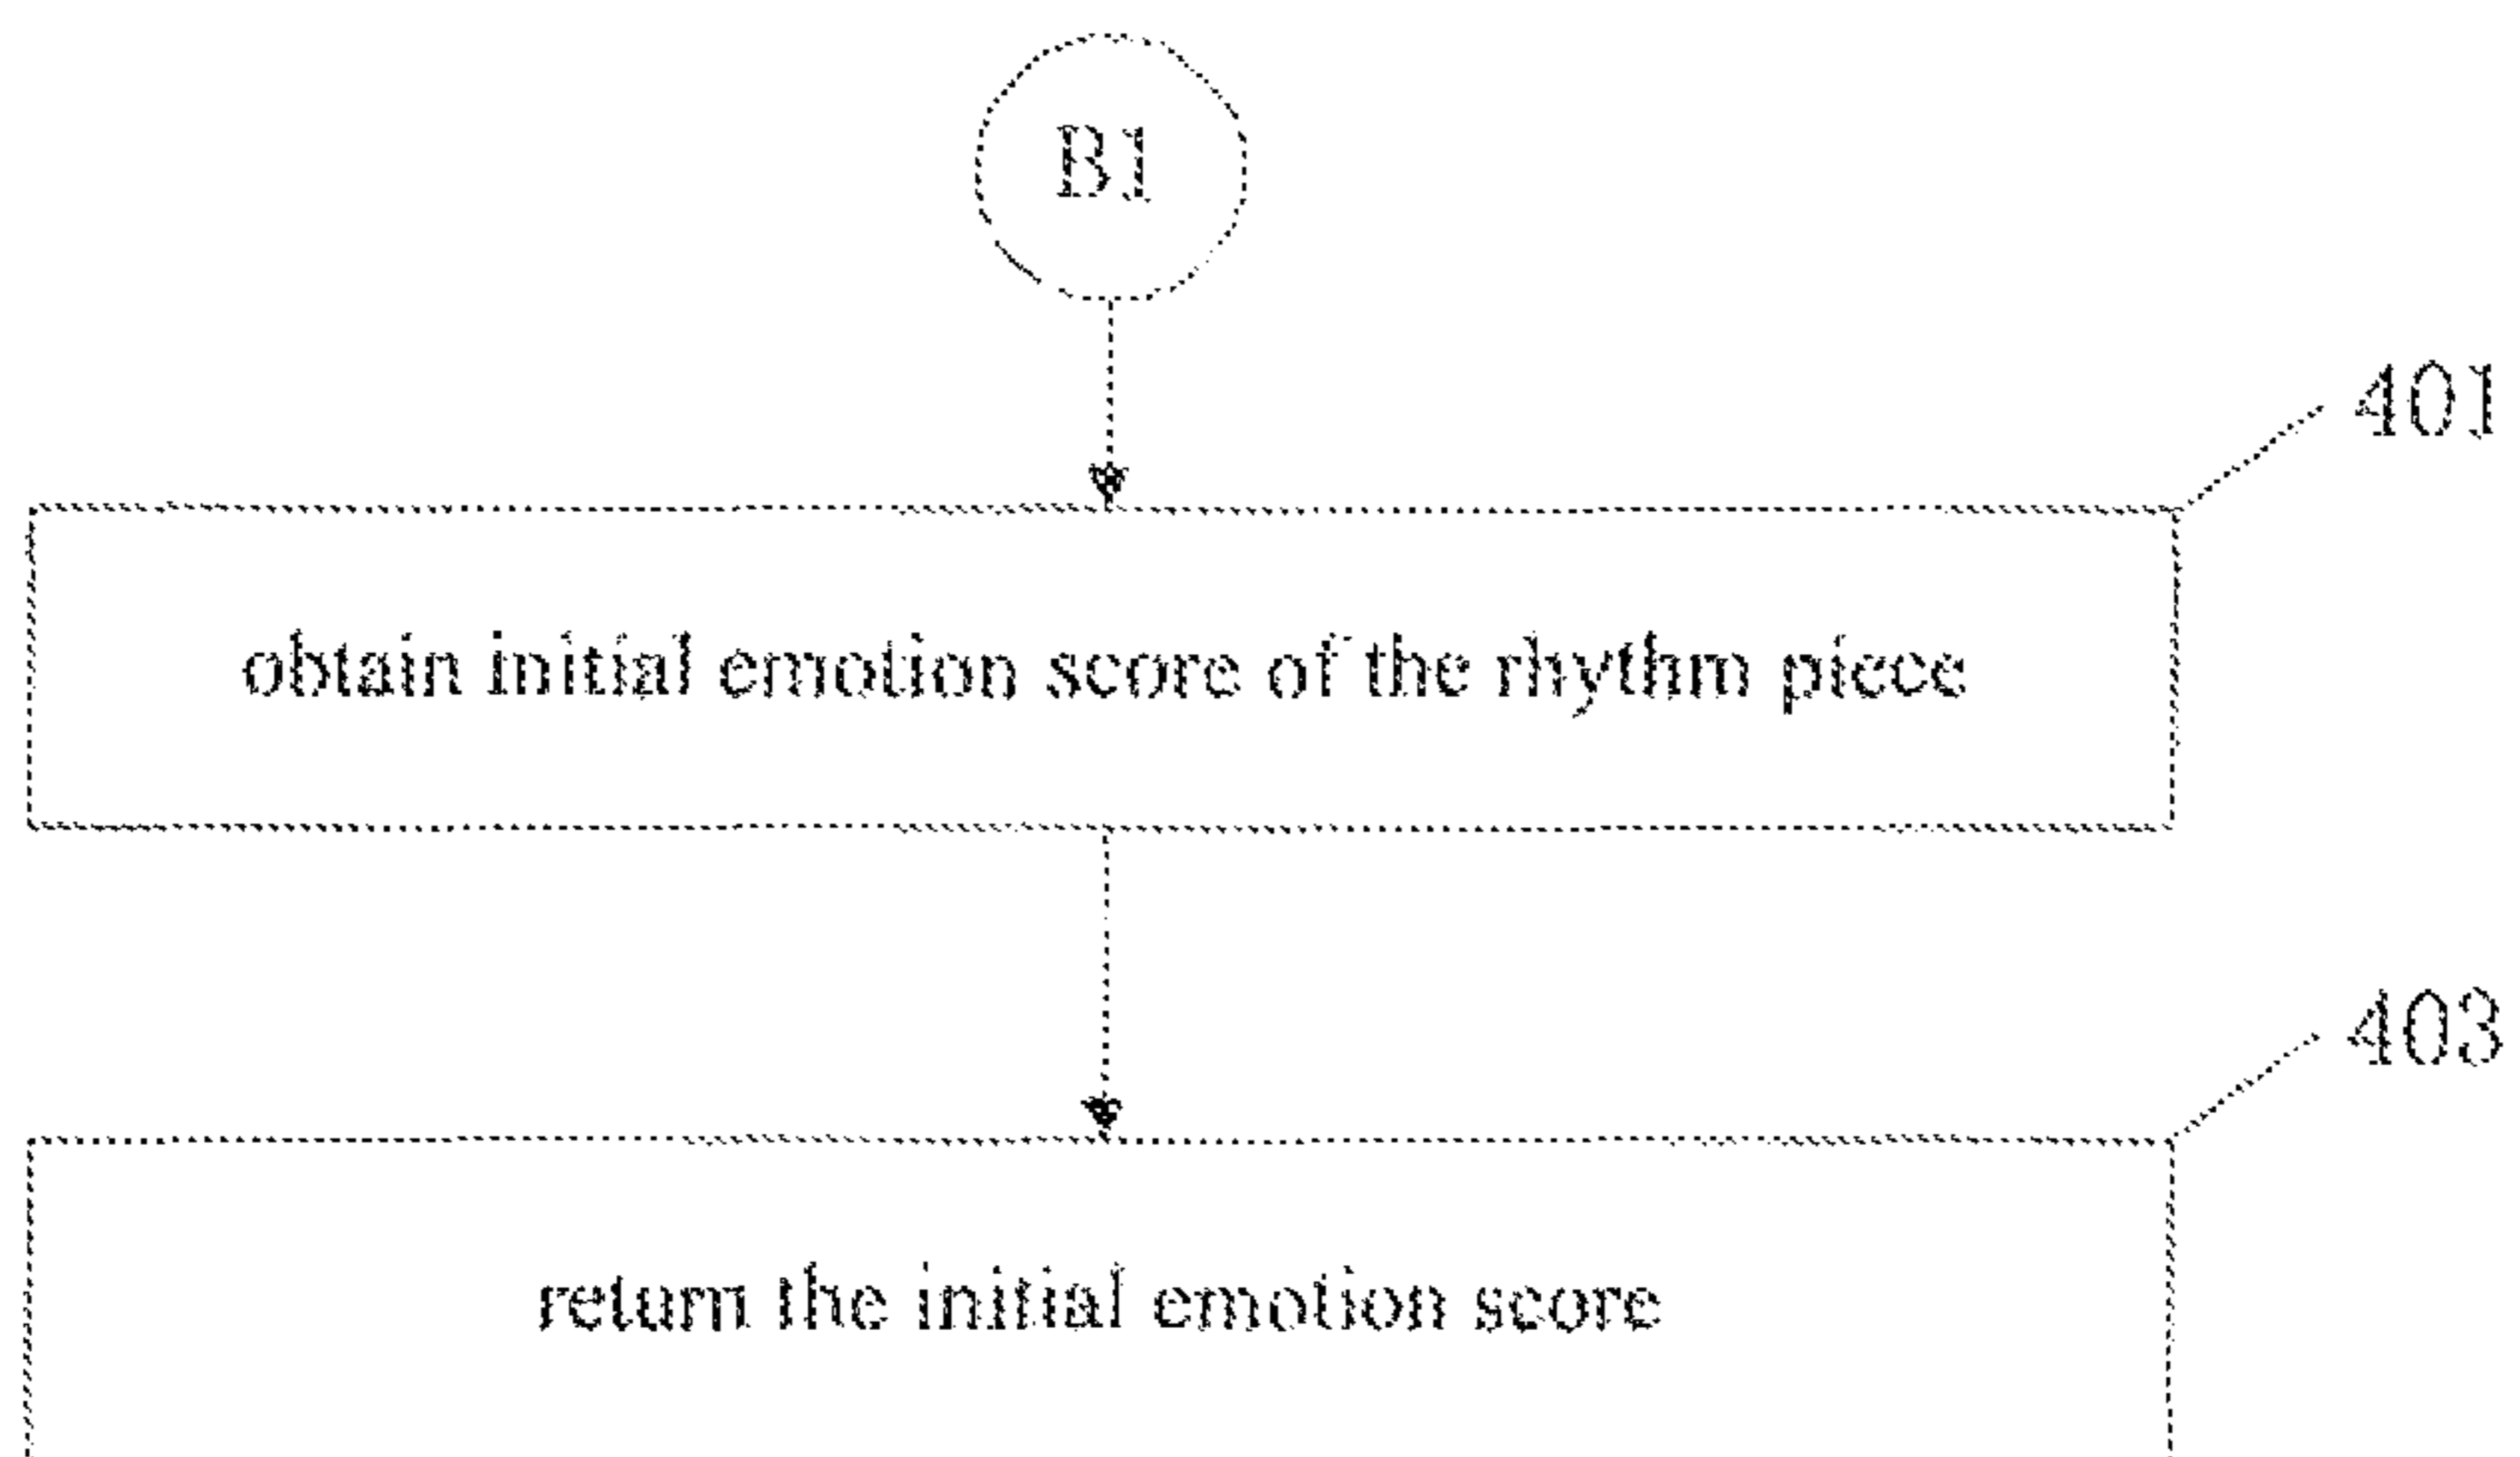 B1
401
obtain initial emotion score of the rhythm piece
403
return the initial emotion score